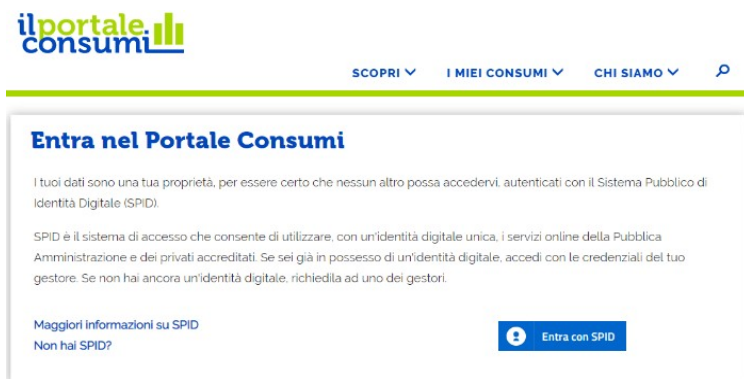 ilportale
consumi
SCOPRI
I MIEI CONSUMI
CHI SIAMO
Entra nel Portale Consumi
I tuoi dati sono una tua proprietà, per essere certo che nessun altro possa accedervi, autenticati con il Sistema Pubblico di
Identità Digitale (SPID).
SPID è il sistema di accesso che consente di utilizzare, con un'identità digitale unica, i servizi online della Pubblica
Amministrazione e dei privati accreditati. Se sei già in possesso di un'identità digitale, accedi con le credenziali del tuo
gestore. Se non hai ancora un'identità digitale, richiedila ad uno dei gestori.
Maggiori informazioni su SPID
Non hai SPID?
Entra con SPID